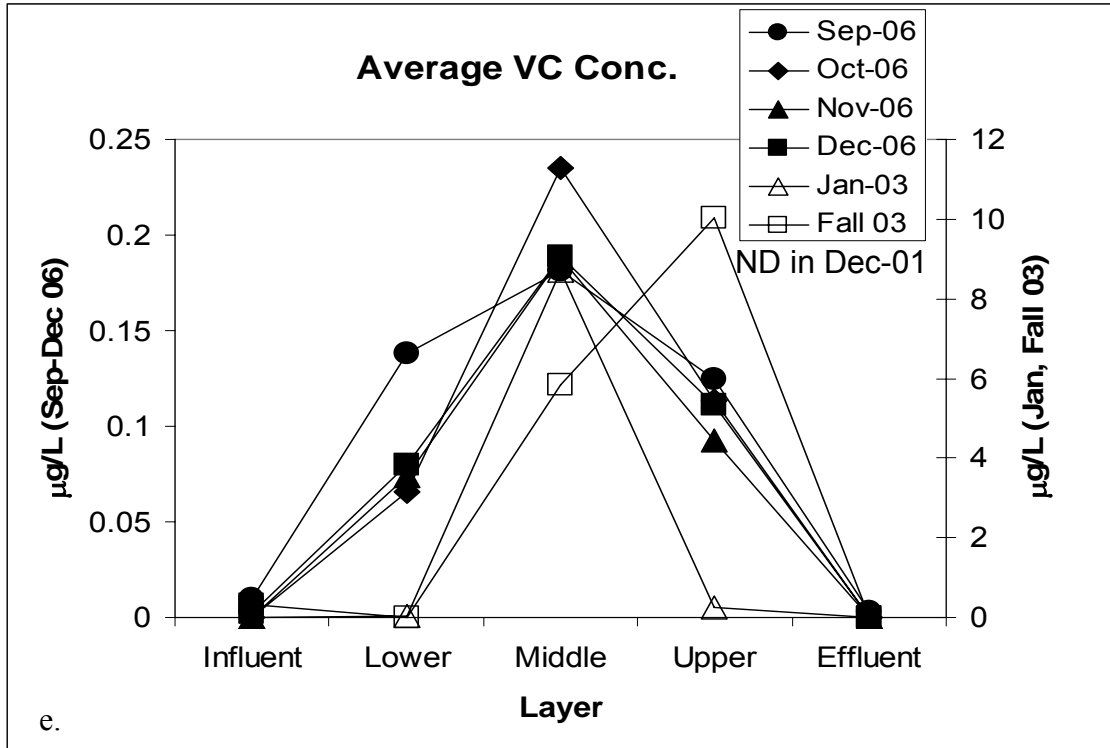 Average VC Conc.
Sep-06
Oct-06
Nov-06
Dec-06
Jan-03
Fall 03
ND in Dec-01
µg/L (Sep-Dec 06)
0.25
0.2
0.15
0.1
0.05
0
12
10
8
6
4
2
0
µg/L (Jan, Fall 03)
Influent Lower Middle Upper Effluent
Layer
e.